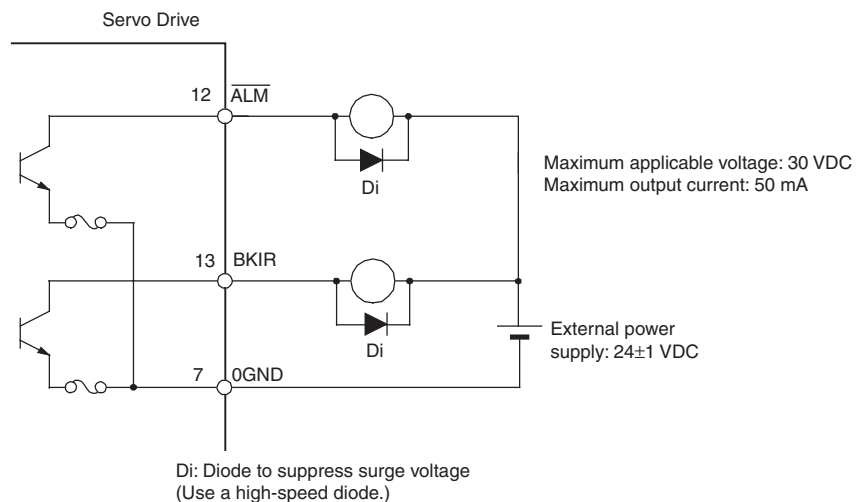 Servo Drive
12 ALM
Di
Maximum applicable voltage: 30 VDC
Maximum output current: 50 mA
13 BKIR
Di
External power
supply: 24±1 VDC
7 0GND
Di: Diode to suppress surge voltage
(Use a high-speed diode.)